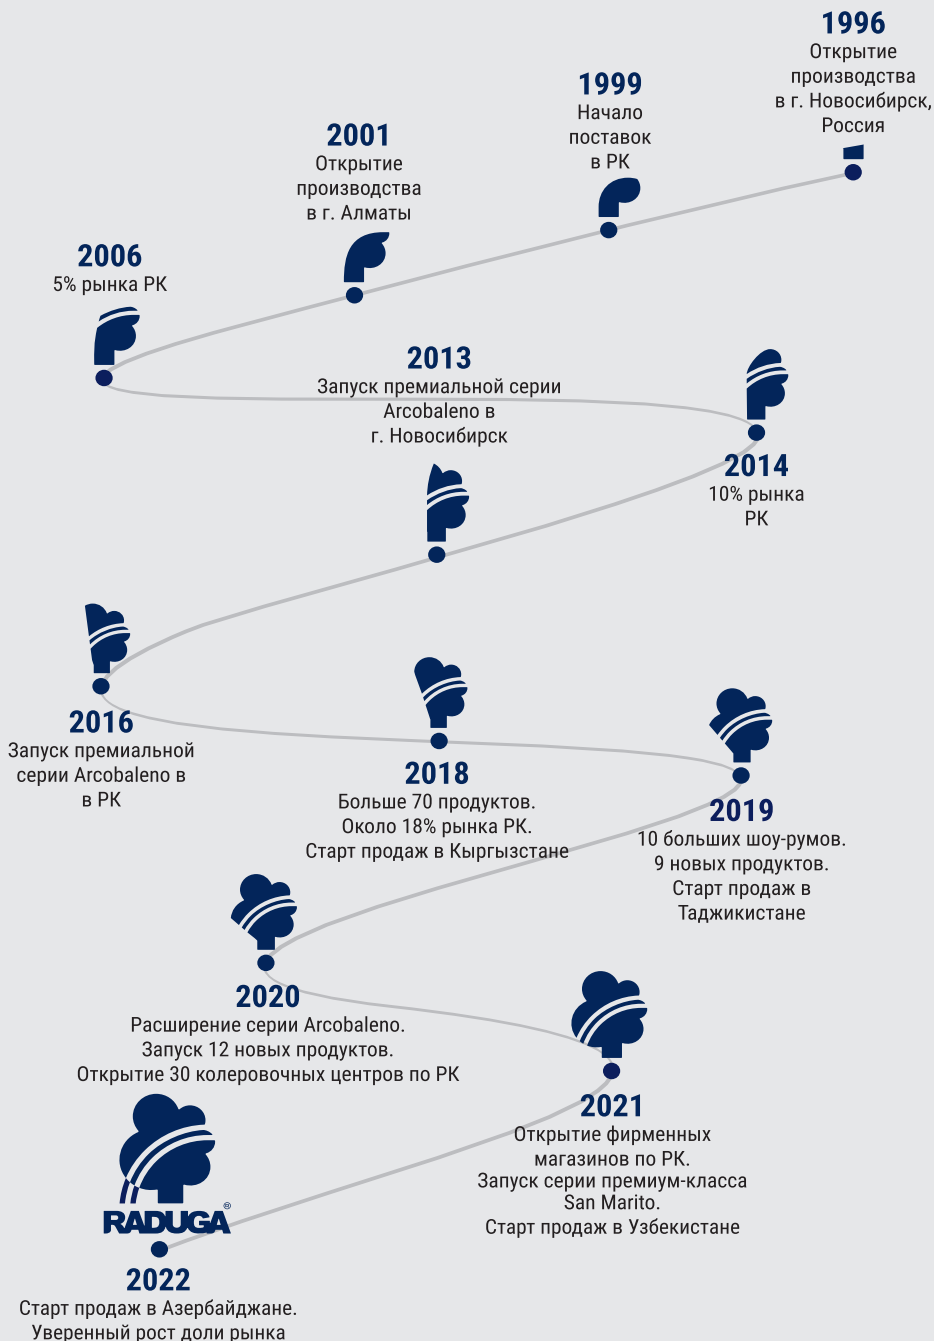 1996
Открытие
производства
в г. Новосибирск,
Россия
1999
Начало
поставок
в РК
2001
Открытие
производства
в г. Алматы
2006
5% рынка РК
2013
Запуск премиальной серии
Arcobaleno в
г. Новосибирск
2014
10% рынка
РК
2016
Запуск премиальной
серии Arcobaleno в
в РК
2018
Больше 70 продуктов.
Около 18% рынка РК.
Старт продаж в Кыргызстане
2019
10 больших шоу-румов.
9 новых продуктов.
Старт продаж в
Таджикистане
2020
Расширение серии Arcobaleno.
Запуск 12 новых продуктов.
Открытие 30 колеровочных центров по РК
2021
Открытие фирменных
магазинов по РК.
Запуск серии премиум-класса
San Marito.
Старт продаж в Узбекистане
RADUGA®
2022
Старт продаж в Азербайджане.
Уверенный рост доли рынка